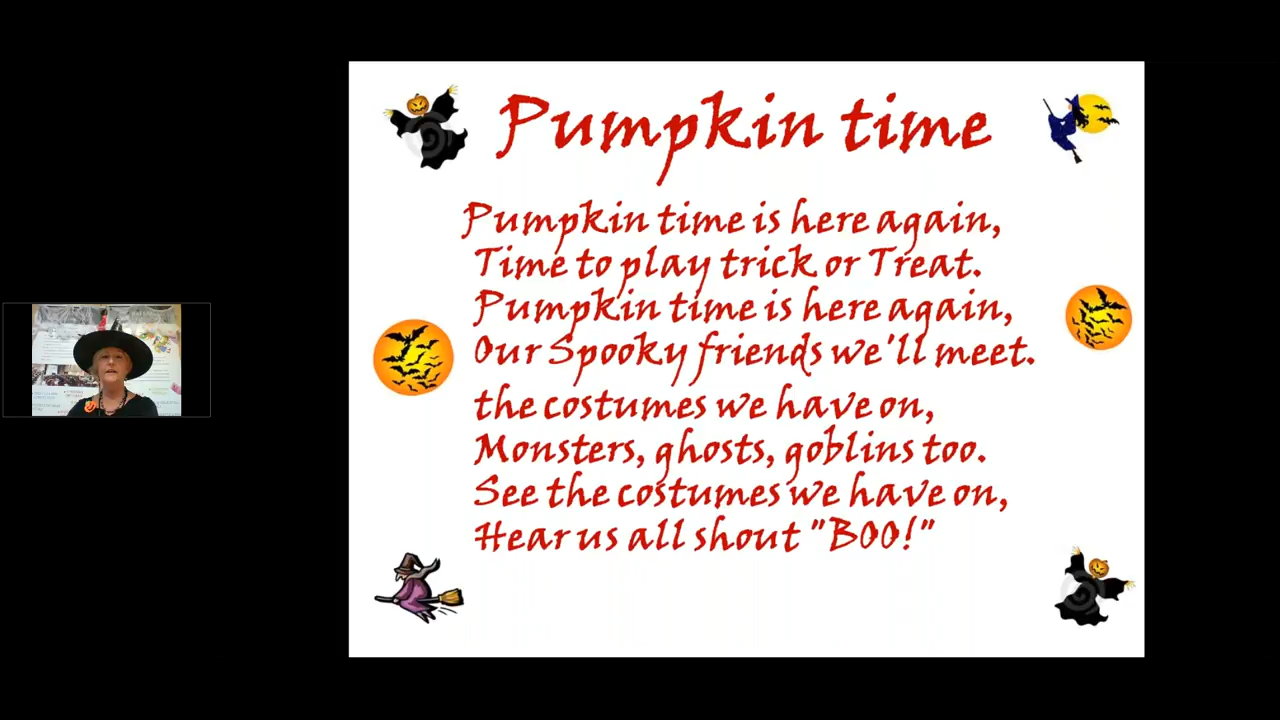 Pumpkin time
Pumpkin time is here again,
Time to play trick or Treat.
Pumpkin time is here again,
Our Spooky friends we'll meet.
the costumes we have on,
Monsters, ghosts, goblins too.
See the costumes we have on,
Hear us all shout "BOO!"